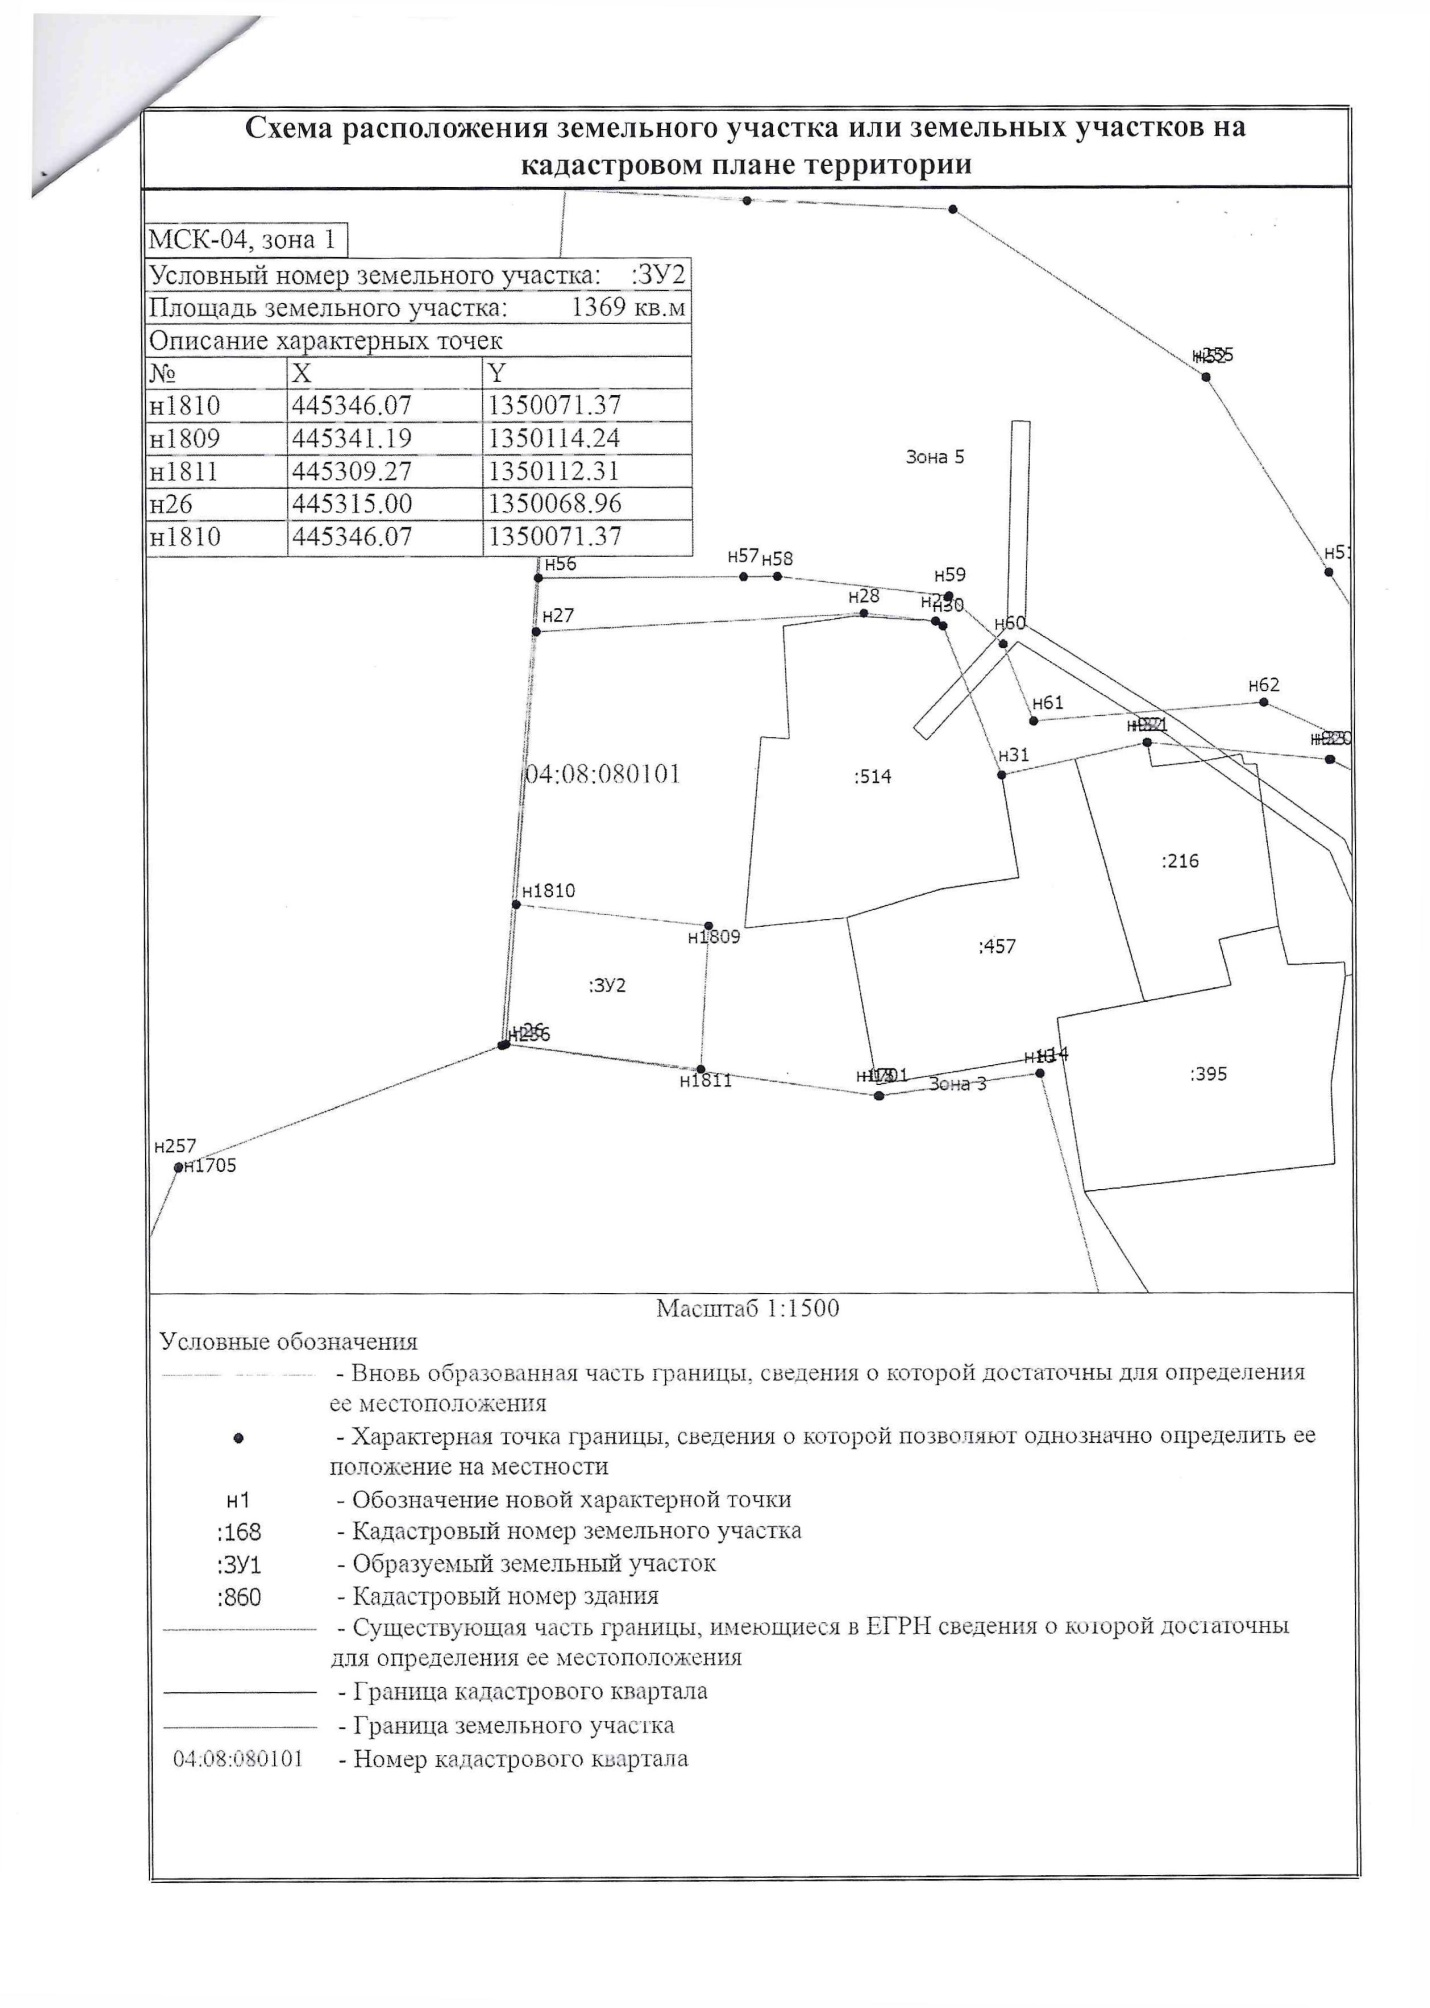 Схема расположения земельного участка или земельных участков на
кадастровом плане территории
МСК-04, зона 1
Условный номер земельного участка: :ЗУ2
Площадь земельного участка: 1369 кв.м
Описание характерных точек
№ X Y
н1810 445346.07 1350071.37
н1809 445341.19 1350114.24
н1811 445309.27 1350112.31
н26 445315.00 1350068.96
н1810 445346.07 1350071.37
Зона 5
н56
н57
н58
н59
н27
н28
н30
н60
н61
н62
н31
04:08:080101
:514
:216
н1810
н1809
:457
:ЗУ2
н26
н256
н1811
Зона 3
:395
н257
н1705
Масштаб 1:1500
Условные обозначения
- Вновь образованная часть границы, сведения о которой достаточны для определения
ее местоположения
- Характерная точка границы, сведения о которой позволяют однозначно определить ее
положение на местности
н1 - Обозначение новой характерной точки
:168 - Кадастровый номер земельного участка
:ЗУ1 - Образуемый земельный участок
:860 - Кадастровый номер здания
- Существующая часть границы, имеющиеся в ЕГРН сведения о которой достаточны
для определения ее местоположения
- Граница кадастрового квартала
- Граница земельного участка
04:08:080101 - Номер кадастрового квартала